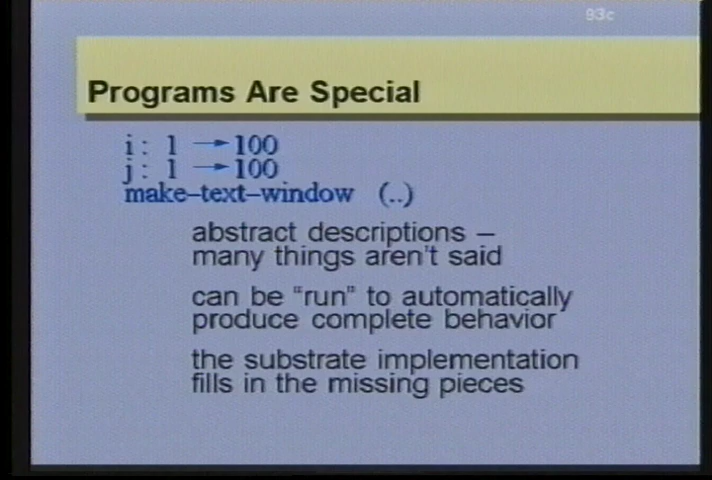 93c
Programs Are Special
i: 1 → 100
j: 1 → 100
make-text-window (..)
abstract descriptions –
many things aren't said
can be "run" to automatically
produce complete behavior
the substrate implementation
fills in the missing pieces